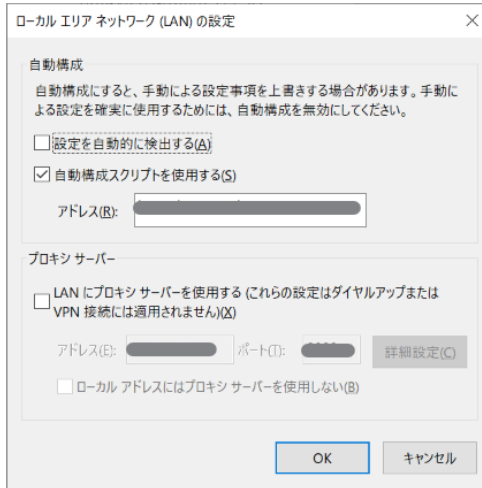 ローカル エリア ネットワーク (LAN) の設定
自動構成
自動構成にすると、手動による設定事項を上書きする場合があります。手動に
よる設定を確実に使用するためには、自動構成を無効にしてください。
設定を自動的に検出する(A)
自動構成スクリプトを使用する(S)
アドレス(R):
プロキシ サーバー
LAN にプロキシ サーバーを使用する (これらの設定はダイヤルアップまたは
VPN 接続には適用されません)(X)
アドレス(E): ポート(T): 詳細設定(C)
ローカル アドレスにはプロキシ サーバーを使用しない(B)
OK キャンセル